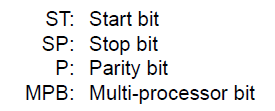 ST: Start bit
SP: Stop bit
P: Parity bit
MPB: Multi-processor bit